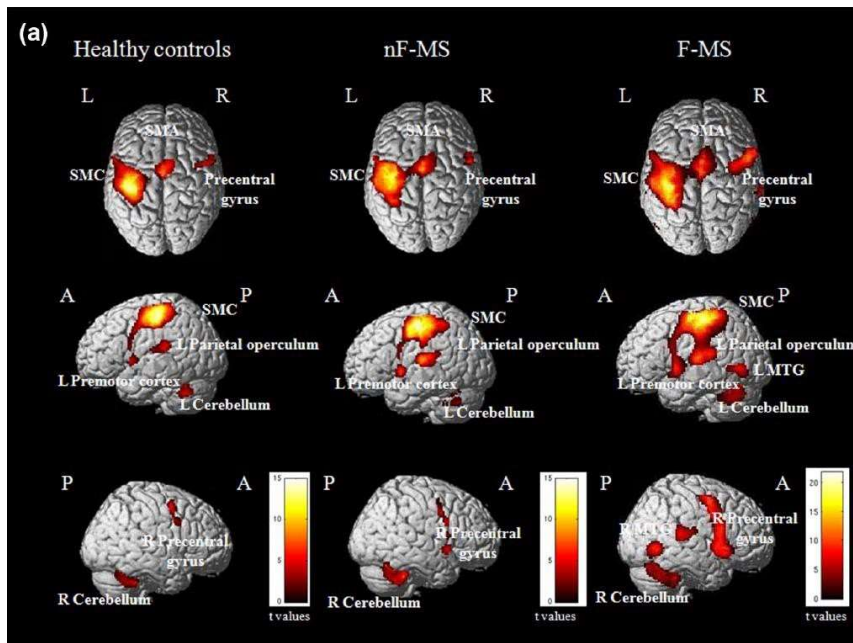 (a)
Healthy controls
nF-MS
F-MS
L
R
L
R
L
R
SMA
SMA
SMA
SMC
Precentral
gyrus
SMC
Precentral
gyrus
SMC
Precentral
gyrus
A
P
A
P
A
P
SMC
L Parietal operculum
L Premotor cortex
L Cerebellum
SMC
L Parietal operculum
L Premotor cortex
L Cerebellum
SMC
L Parietal operculum
L MTG
L Premotor cortex
L Cerebellum
P
A
P
A
P
A
R Precentral
gyrus
R Cerebellum
15
10
5
0
t values
R Precentral
gyrus
R Cerebellum
15
10
5
0
t values
R MTG
R Precentral
gyrus
R Cerebellum
20
15
10
5
0
t values